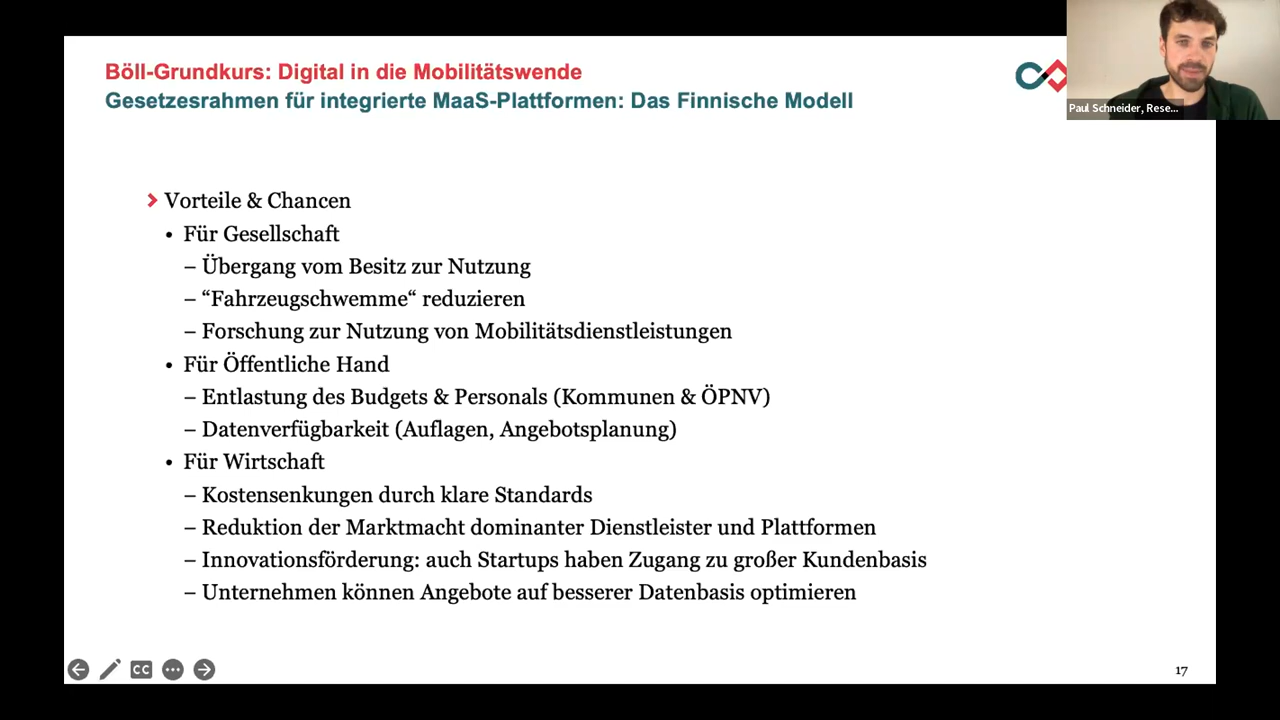 Böll-Grundkurs: Digital in die Mobilitätswende
Gesetzesrahmen für integrierte MaaS-Plattformen: Das Finnische Modell
Paul Schneider, Rese...
Vorteile & Chancen
• Für Gesellschaft
– Übergang vom Besitz zur Nutzung
– “Fahrzeugschwemme“ reduzieren
– Forschung zur Nutzung von Mobilitätsdienstleistungen
• Für Öffentliche Hand
– Entlastung des Budgets & Personals (Kommunen & ÖPNV)
– Datenverfügbarkeit (Auflagen, Angebotsplanung)
• Für Wirtschaft
– Kostensenkungen durch klare Standards
– Reduktion der Marktmacht dominanter Dienstleister und Plattformen
– Innovationsförderung: auch Startups haben Zugang zu großer Kundenbasis
– Unternehmen können Angebote auf besserer Datenbasis optimieren
CC
17